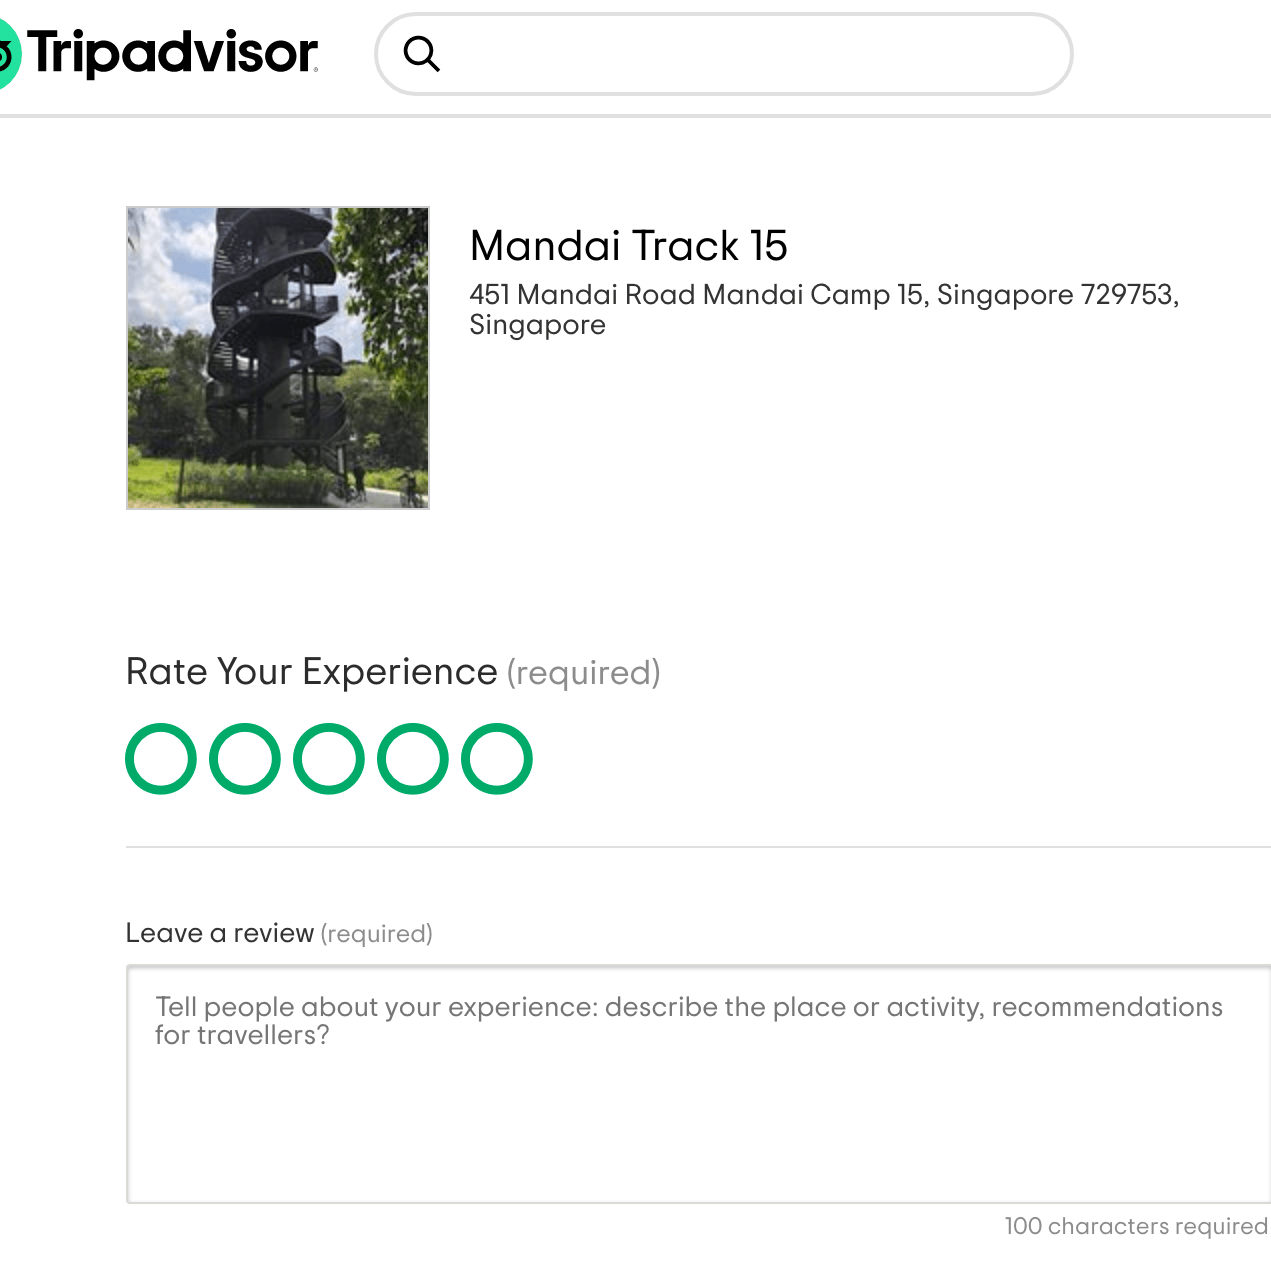 Tripadvisor
Mandai Track 15
451 Mandai Road Mandai Camp 15, Singapore 729753,
Singapore
Rate Your Experience (required)
Leave a review (required)
Tell people about your experience: describe the place or activity, recommendations
for travellers?
100 characters required